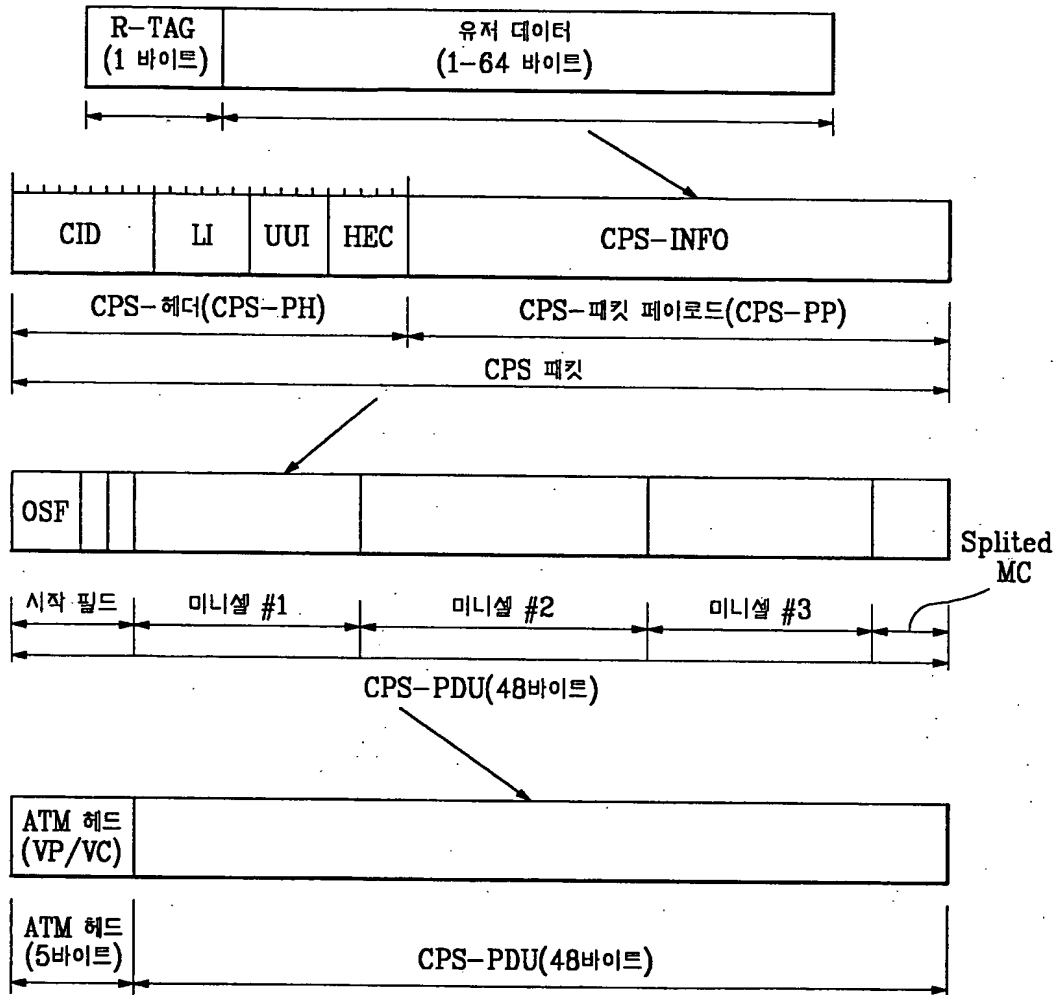 R-TAG
(1 바이트)
유저 데이터
(1-64 바이트)
CID
LI
UUI
HEC
CPS-INFO
CPS-헤더(CPS-PH)
CPS-패킷 페이로드(CPS-PP)
CPS 패킷
OSF
Splited
MC
시작 필드
미니셀 #1
미니셀 #2
미니셀 #3
CPS-PDU(48바이트)
ATM 헤드
(VP/VC)
ATM 헤드
(5바이트)
CPS-PDU(48바이트)